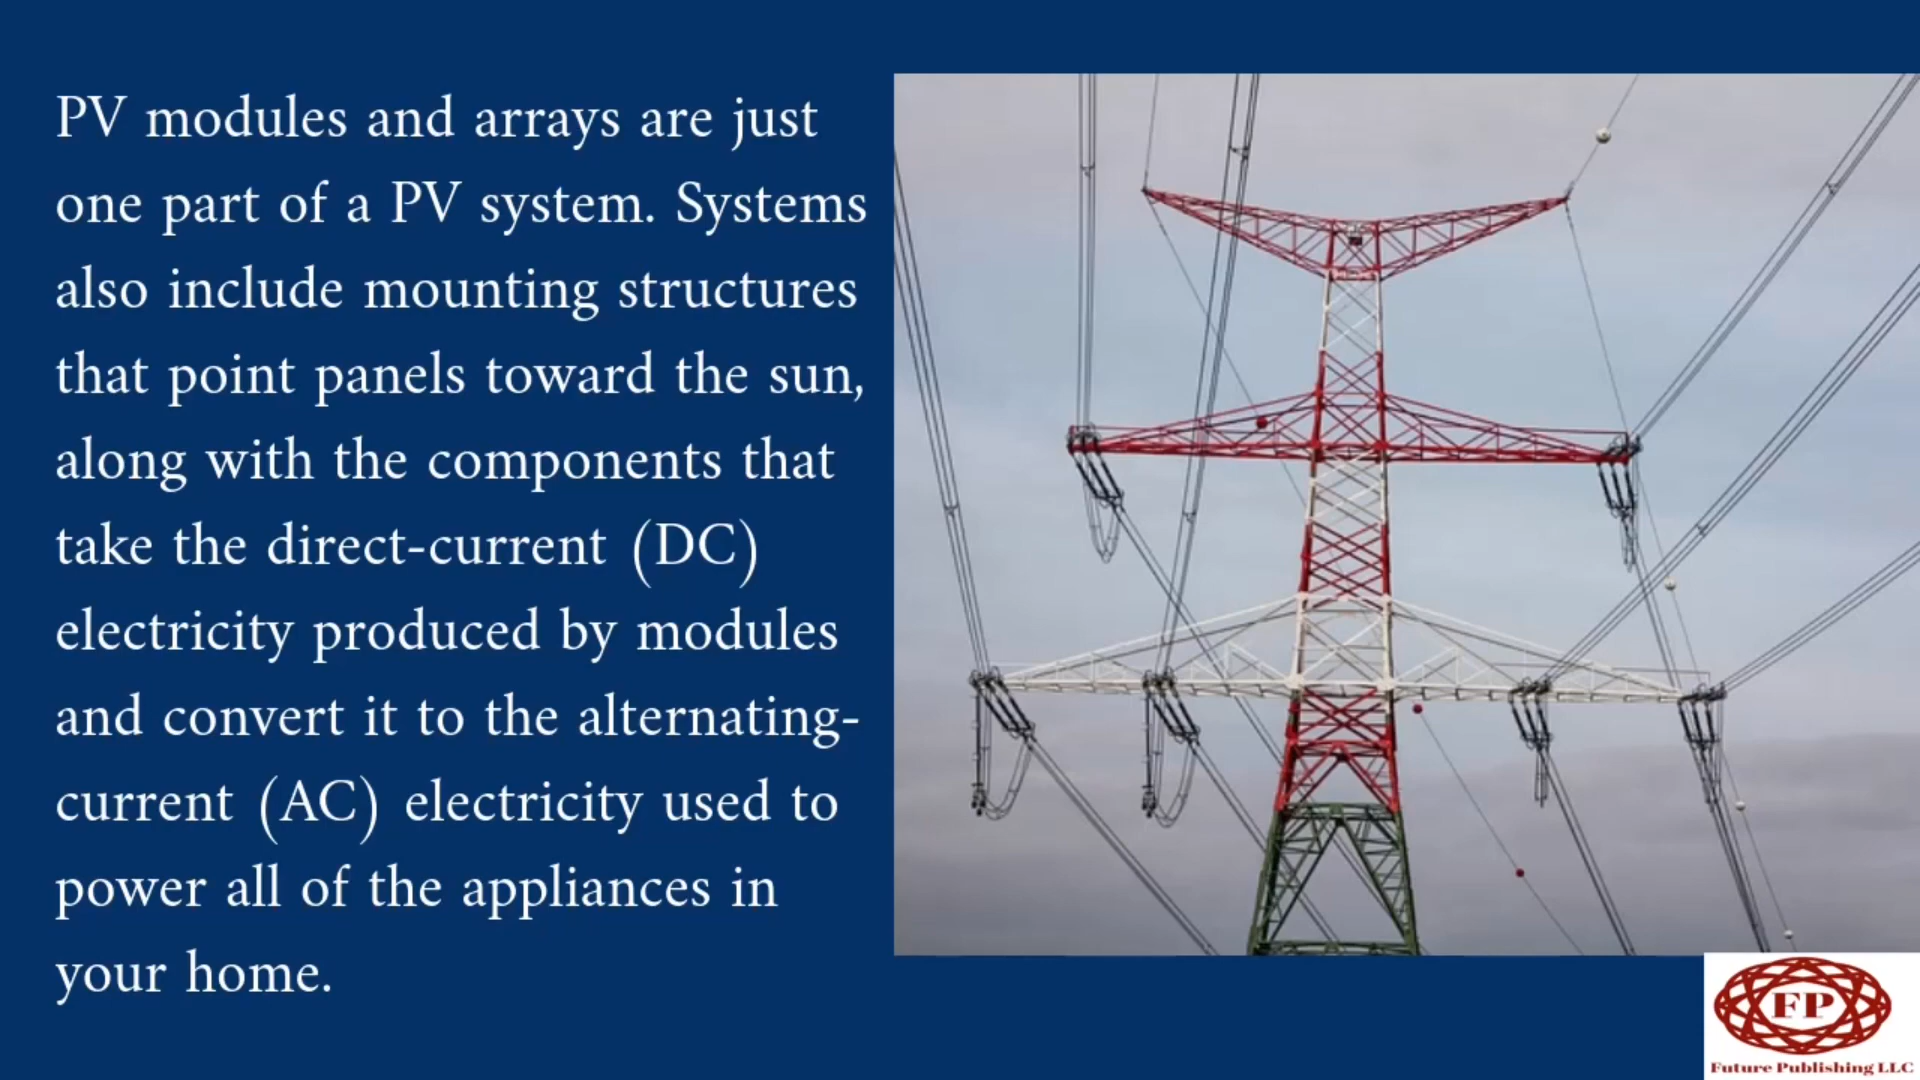 PV modules and arrays are just
one part of a PV system. Systems
also include mounting structures
that point panels toward the sun,
along with the components that
take the direct-current (DC)
electricity produced by modules
and convert it to the alternating-
current (AC) electricity used to
power all of the appliances in
your home.
FP
Future Publishing LLC